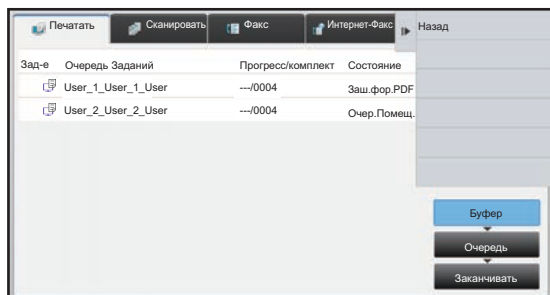 Печатать Сканировать Факс Интернет-Факс Назад
Зад-е Очередь Заданий Прогресс/комплект Состояние
User_1_User_1_User ---/0004 Заш.фор.PDF
User_2_User_2_User ---/0004 Очер.Помещ.
Буфер
Очередь
Заканчивать